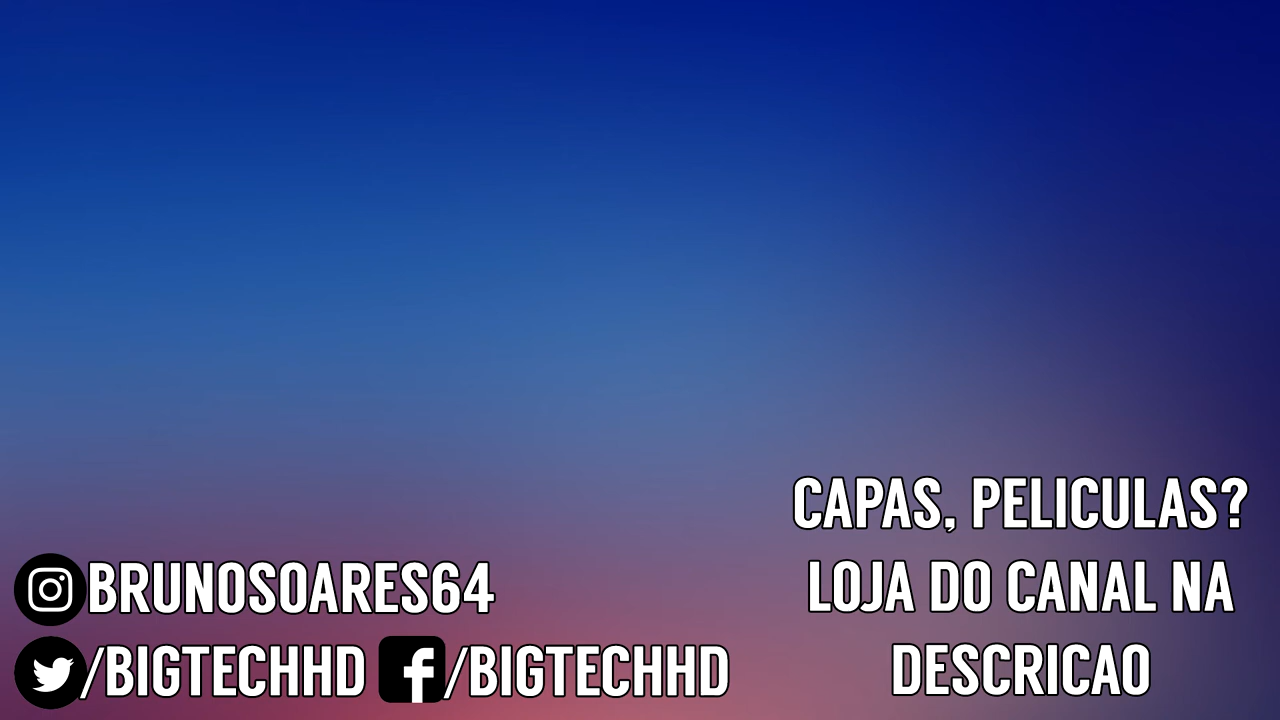 CAPAS, PELICULAS?
LOJA DO CANAL NA
DESCRICAO
BRUNOSOARES64
/BIGTECHHD /BIGTECHHD